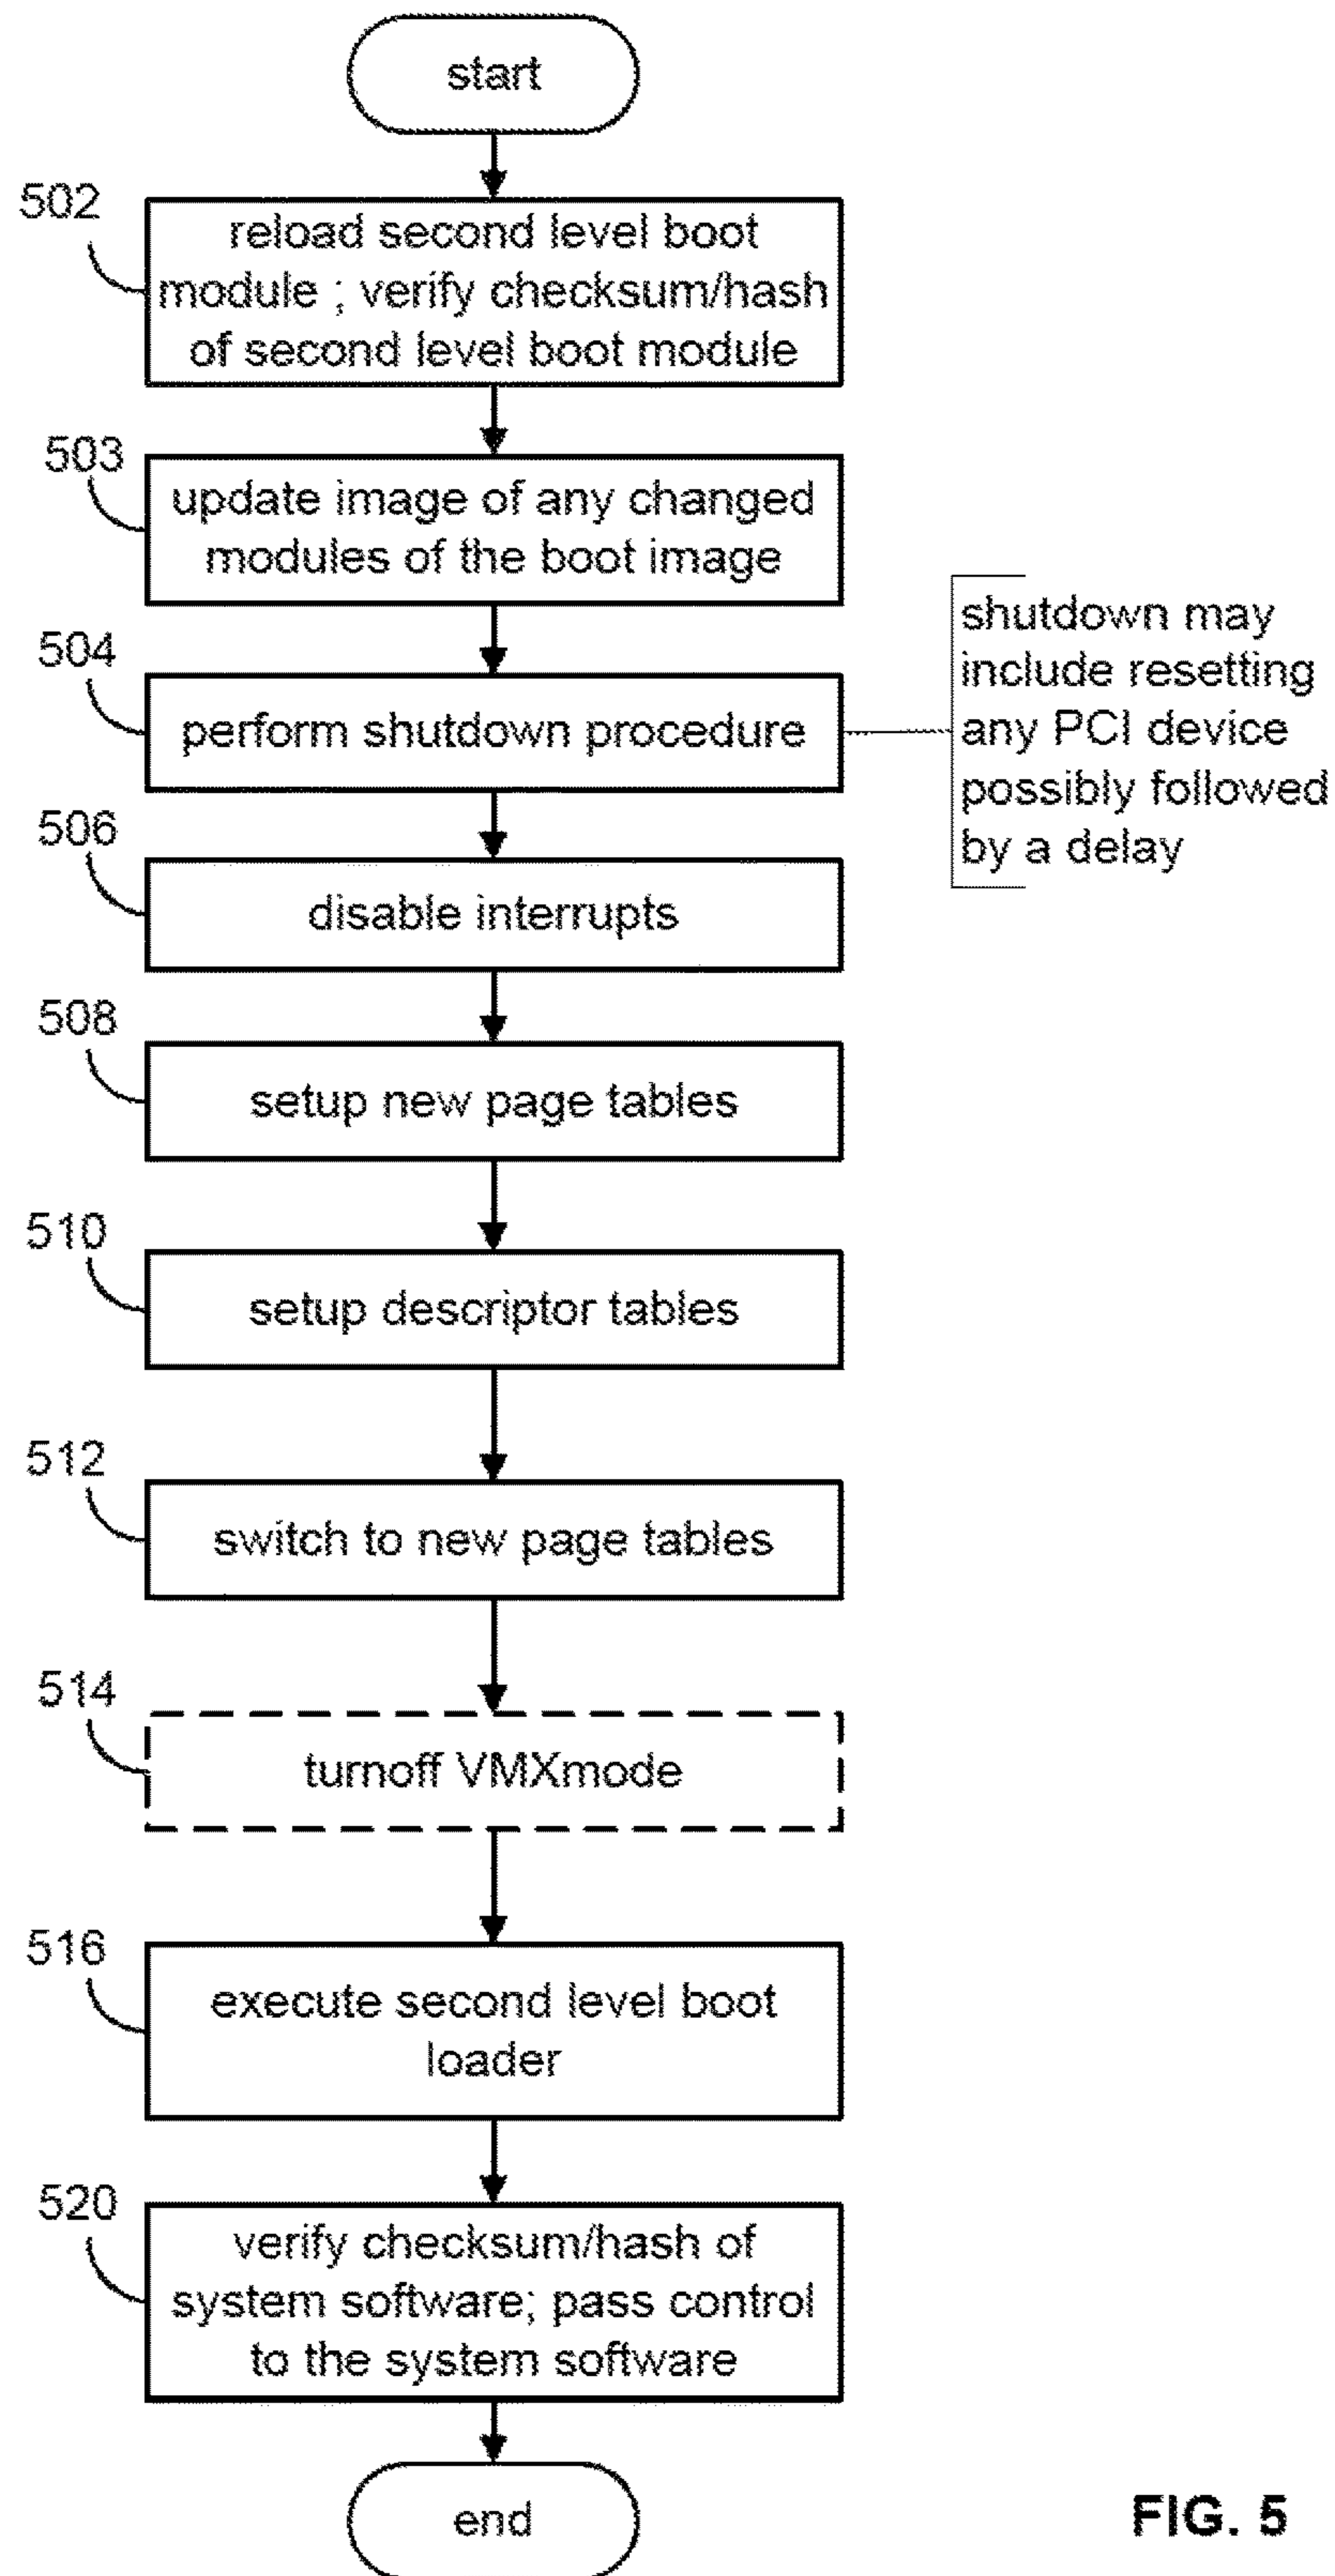 start
502
reload second level boot
module ; verify checksum/hash
of second level boot module
503
update image of any changed
modules of the boot image
504
perform shutdown procedure
shutdown may
include resetting
any PCI device
possibly followed
by a delay
506
disable interrupts
508
setup new page tables
510
setup descriptor tables
512
switch to new page tables
514
turnoff VMXmode
516
execute second level boot
loader
520
verify checksum/hash of
system software; pass control
to the system software
end
FIG. 5